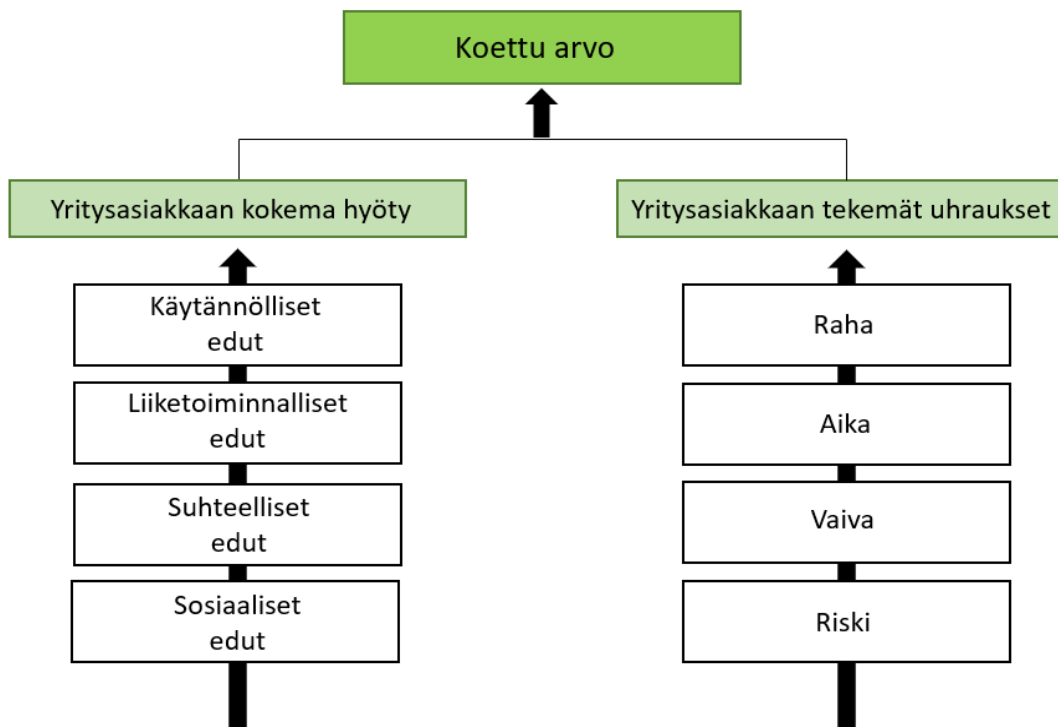 Koettu arvo
Yritysasiakkaan kokema hyöty
Yritysasiakkaan tekemät uhraukset
Käytännölliset
edut
Liiketoiminnalliset
edut
Suhteelliset
edut
Sosiaaliset
edut
Raha
Aika
Vaiva
Riski